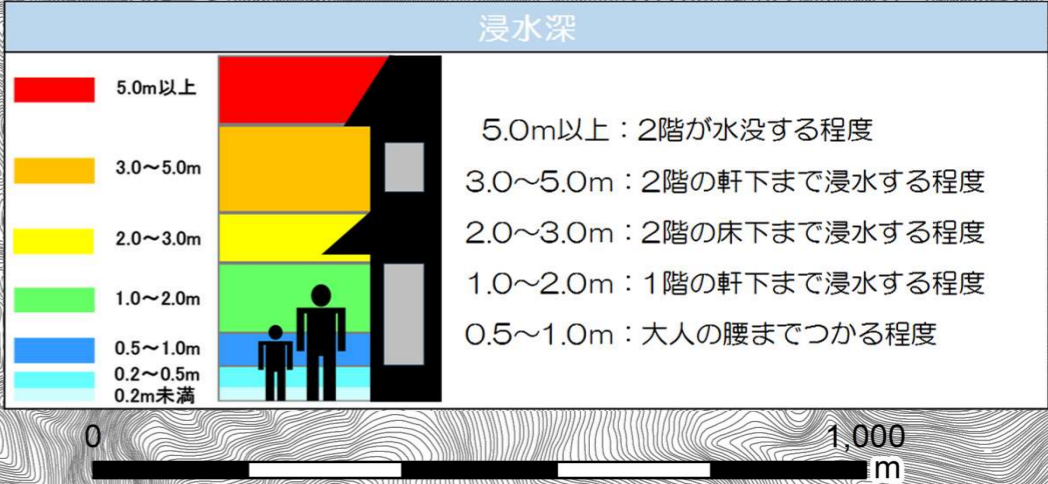 浸水深
5.0m以上
3.0～5.0m
2.0～3.0m
1.0～2.0m
0.5～1.0m
0.2～0.5m
0.2m未満
5.0m以上：2階が水没する程度
3.0～5.0m：2階の軒下まで浸水する程度
2.0～3.0m：2階の床下まで浸水する程度
1.0～2.0m：1階の軒下まで浸水する程度
0.5～1.0m：大人の腰までつかる程度
0 1,000
m